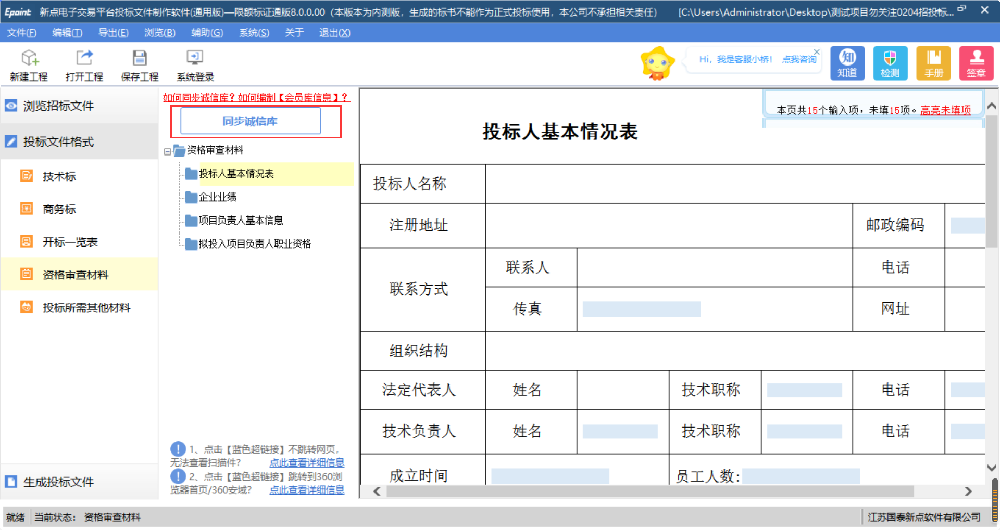 Epoint 新点电子交易平台投标文件制作软件(通用版)—限额标证通版8.0.0.00（本版本为内测版，生成的标书不能作为正式投标使用，本公司不承担相关责任） [C:\Users\Administrator\Desktop\测试项目勿关注0204招投标...
文件(F) 编辑(T) 导出(E) 浏览(B) 辅助(G) 系统(S) 关于 退出(X)
新建工程 打开工程 保存工程 系统登录
Hi，我是客服小桥！ 点我咨询
知
知道 检测 手册 签章
浏览招标文件
投标文件格式
技术标
商务标
开标一览表
资格审查材料
投标所需其他材料
生成投标文件
如何同步诚信库？如何编制【会员库信息】？
同步诚信库
资格审查材料
投标人基本情况表
企业业绩
项目负责人基本信息
拟投入项目负责人职业资格
1、点击【蓝色超链接】不跳转网页，
无法查看扫描件？ 点此查看详细信息
2、点击【蓝色超链接】跳转到360浏
览器首页/360安域？ 点此查看详细信息
本页共15个输入项，未填15项。高亮未填项
投标人基本情况表
投标人名称
注册地址 邮政编码
联系方式 联系人 电话
传真 网址
组织结构
法定代表人 姓名 技术职称 电话
技术负责人 姓名 技术职称 电话
成立时间 员工人数：
就绪 当前状态： 资格审查材料 江苏国泰新点软件有限公司